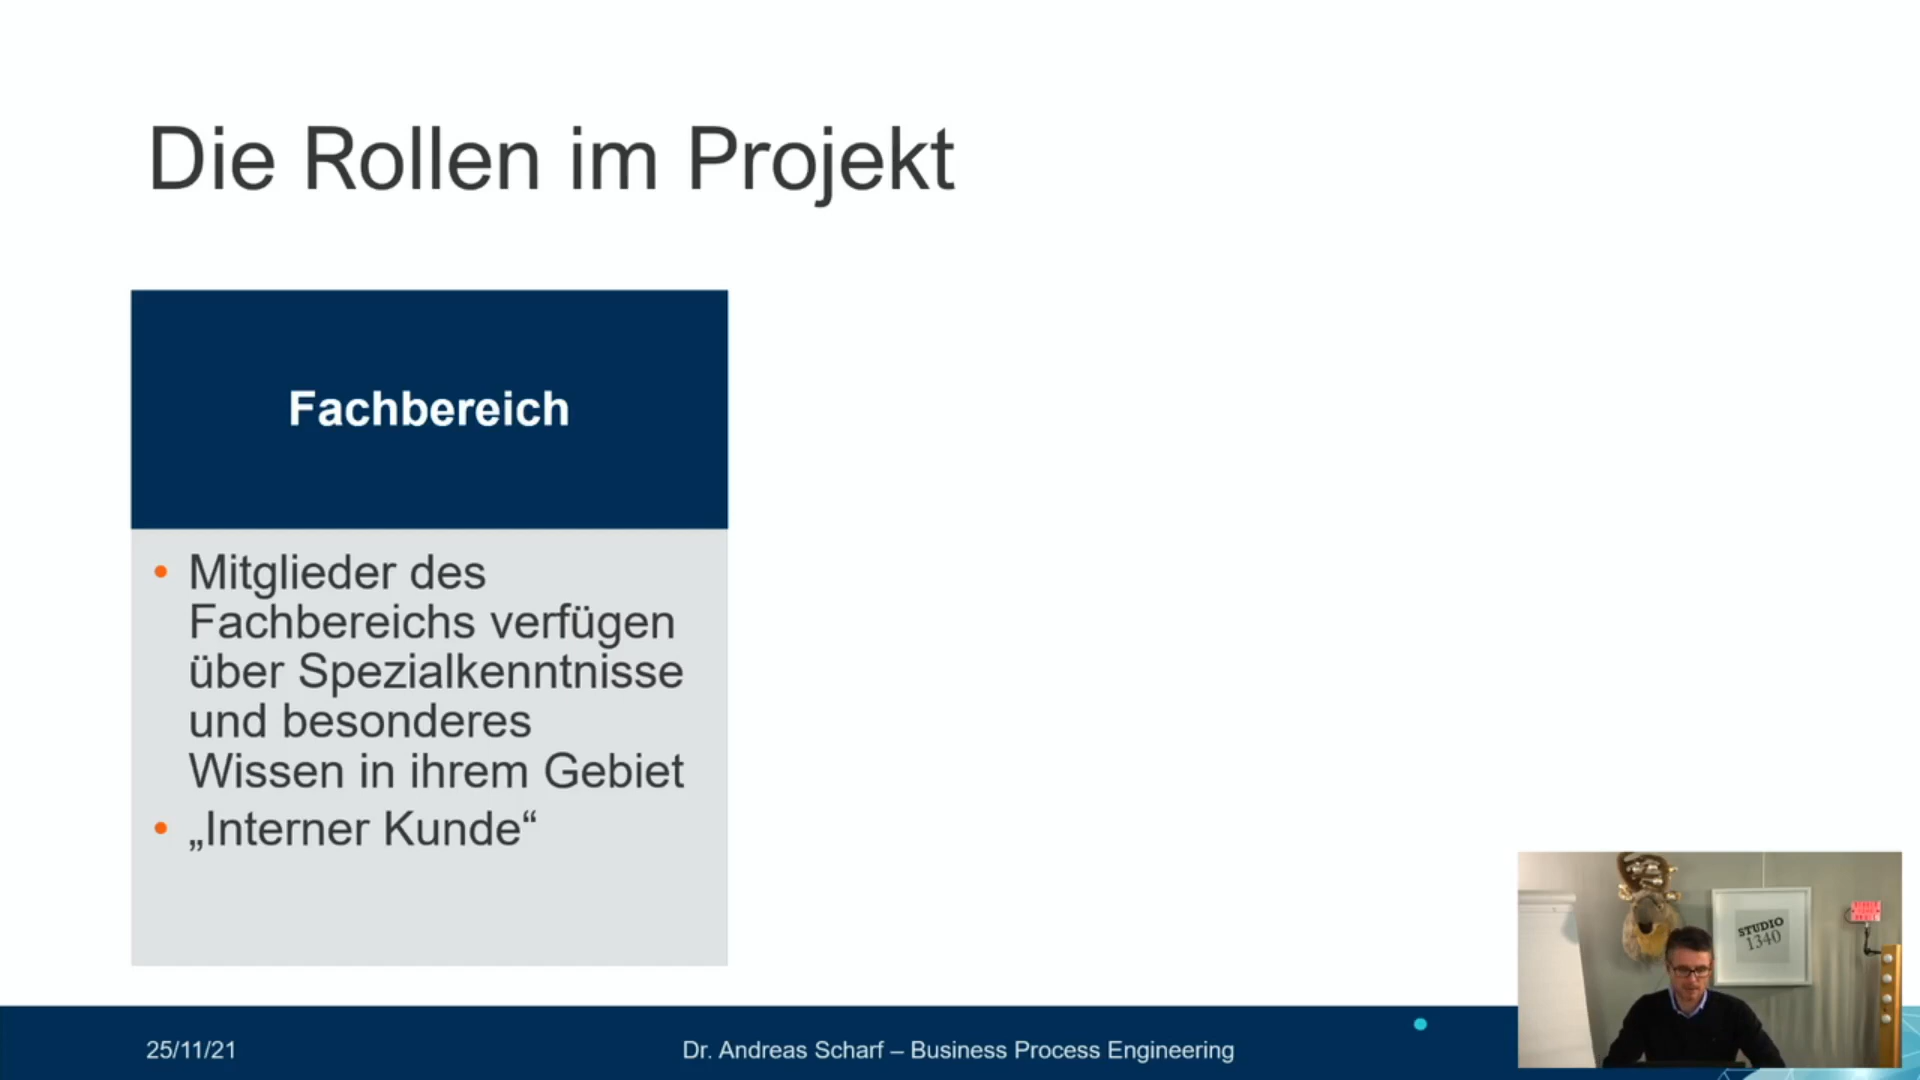 Die Rollen im Projekt
Fachbereich
• Mitglieder des
Fachbereichs verfügen
über Spezialkenntnisse
und besonderes
Wissen in ihrem Gebiet
• „Interner Kunde“
STUDIO
1340
25/11/21
Dr. Andreas Scharf – Business Process Engineering